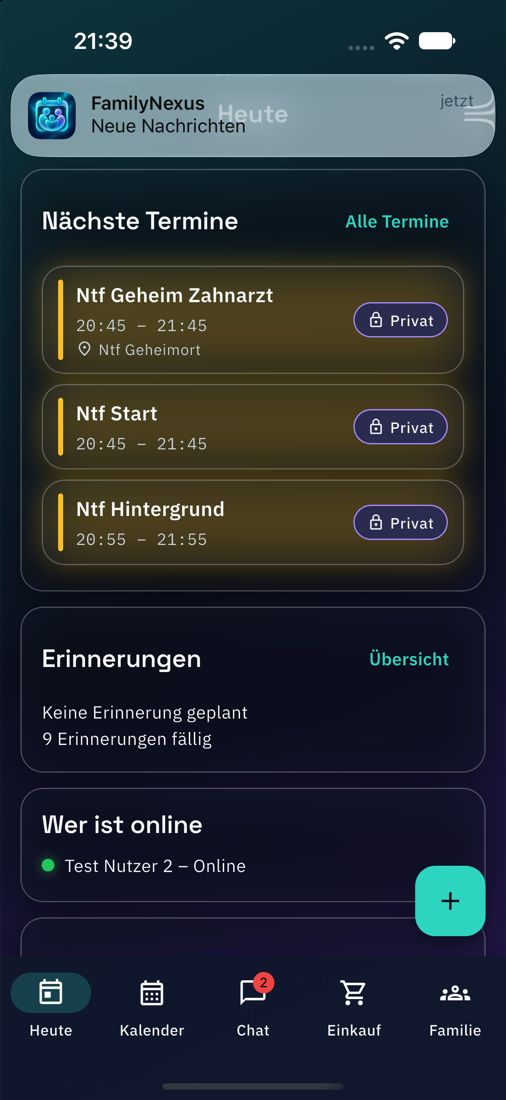 21:39
FamilyNexus
jetzt
Heute
Neue Nachrichten
Nächste Termine
Alle Termine
Ntf Geheim Zahnarzt
20:45 – 21:45
Ntf Geheimort
Privat
Ntf Start
20:45 – 21:45
Privat
Ntf Hintergrund
20:55 – 21:55
Privat
Erinnerungen
Übersicht
Keine Erinnerung geplant
9 Erinnerungen fällig
Wer ist online
Test Nutzer 2 – Online
+
2
Heute
Kalender
Chat
Einkauf
Familie